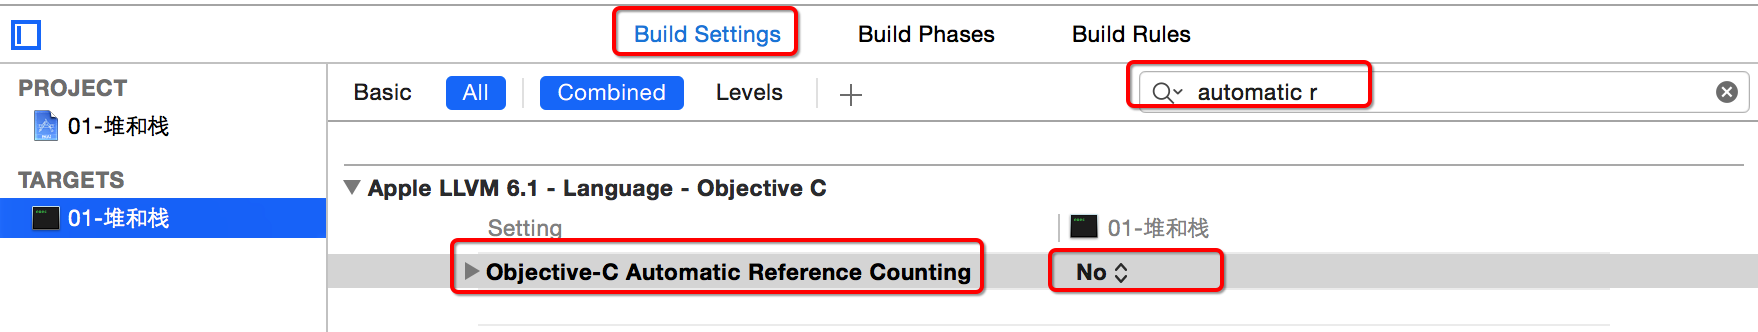 Build Settings Build Phases Build Rules
PROJECT
01-堆和栈
TARGETS
01-堆和栈
Basic All Combined Levels automatic r
Apple LLVM 6.1 - Language - Objective C
Setting 01-堆和栈
Objective-C Automatic Reference Counting No